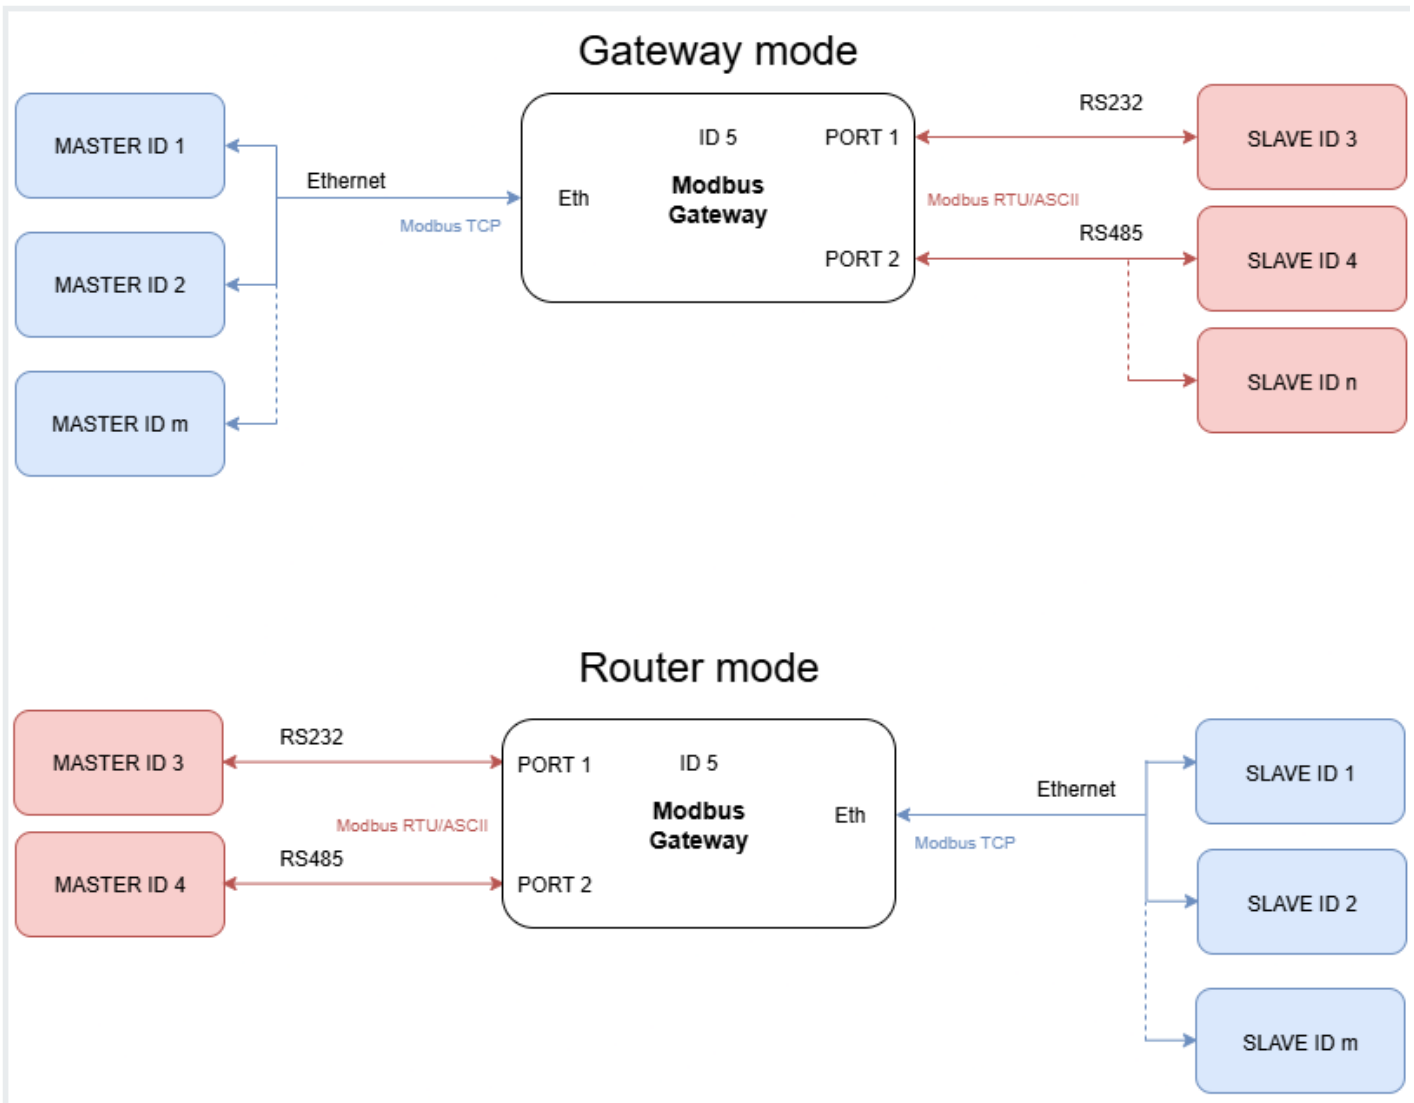 Gateway mode
MASTER ID 1
MASTER ID 2
MASTER ID m
Ethernet
Modbus TCP
Eth
ID 5
Modbus
Gateway
PORT 1
PORT 2
RS232
Modbus RTU/ASCII
RS485
SLAVE ID 3
SLAVE ID 4
SLAVE ID n
Router mode
MASTER ID 3
MASTER ID 4
RS232
Modbus RTU/ASCII
RS485
PORT 1
PORT 2
ID 5
Modbus
Gateway
Eth
Ethernet
Modbus TCP
SLAVE ID 1
SLAVE ID 2
SLAVE ID m